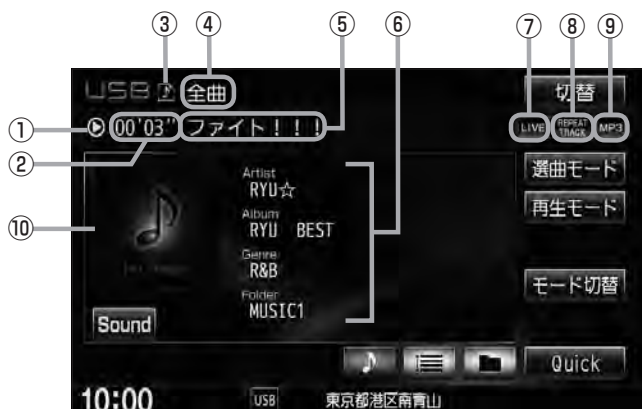 ③ ④ ⑤ ⑥ ⑦ ⑧ ⑨
USB 全曲 切替
① 00'03'' ファイト!!! LIVE REPEAT TRACK MP3
②
選曲モード
Artist
RYU☆
再生モード
Album
RYU BEST
⑩
Genre
R&B
モード切替
Folder
MUSIC1
Sound
Quick
10:00 USB 東京都港区南青山